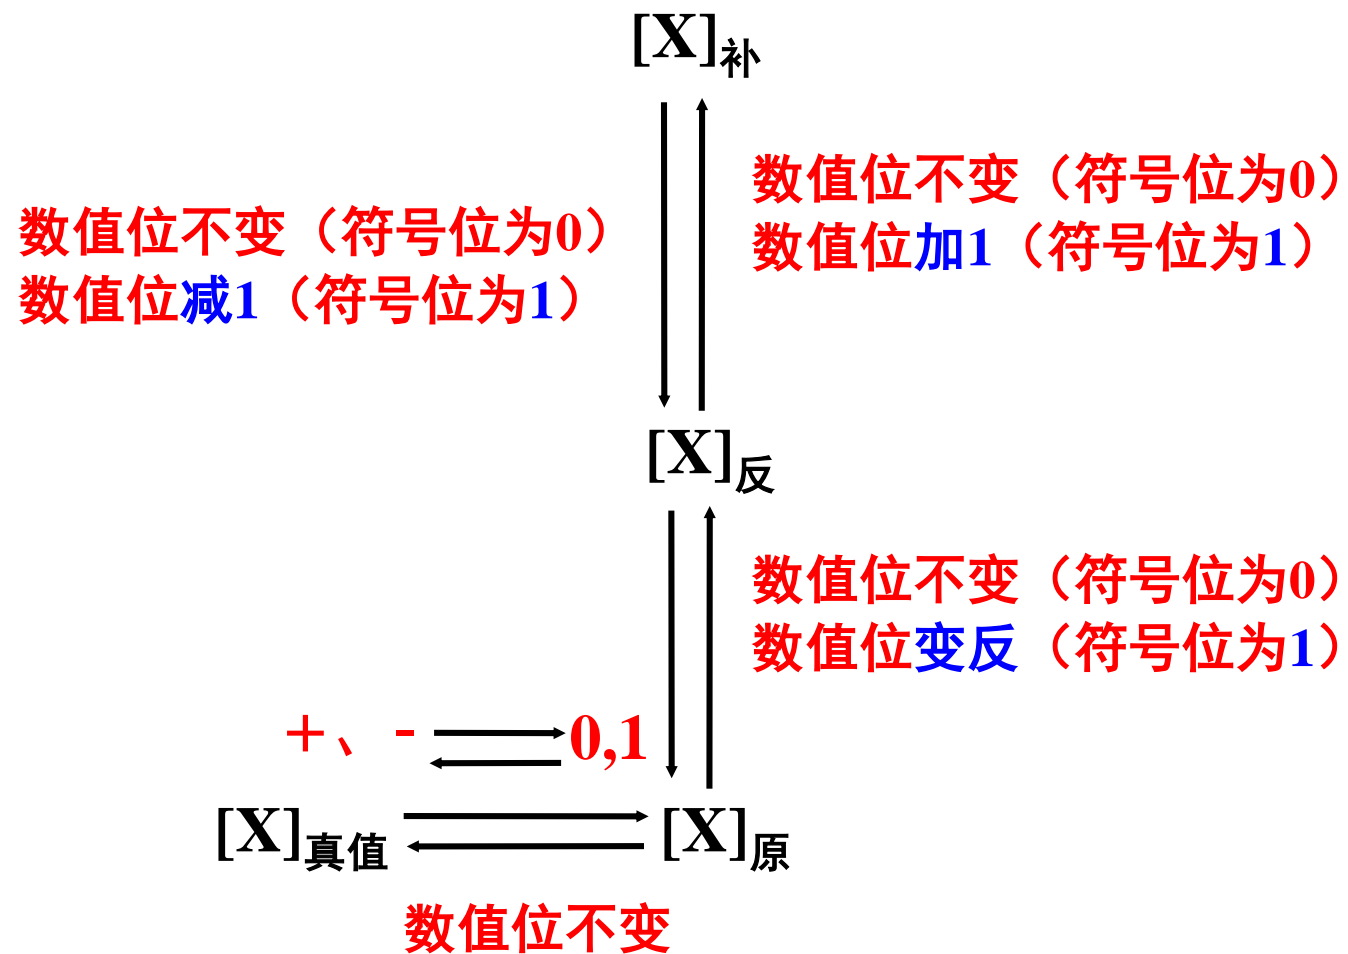 [X]补
数值位不变（符号位为0）
数值位加1（符号位为1）
数值位不变（符号位为0）
数值位减1（符号位为1）
[X]反
数值位不变（符号位为0）
数值位变反（符号位为1）
+、- 0,1
[X]真值 [X]原
数值位不变